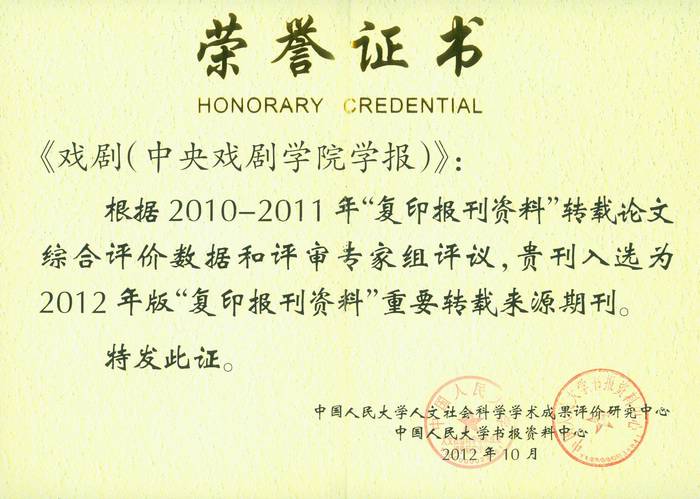 荣誉证书
HONORARY CREDENTIAL
《戏剧(中央戏剧学院学报)》:
根据2010-2011年“复印报刊资料”转载论文
综合评价数据和评审专家组评议,贵刊入选为
2012年版“复印报刊资料”重要转载来源期刊。
特发此证。
中国人民大学人文社会科学学术成果评价研究中心
中国人民大学书报资料中心
2012年10月